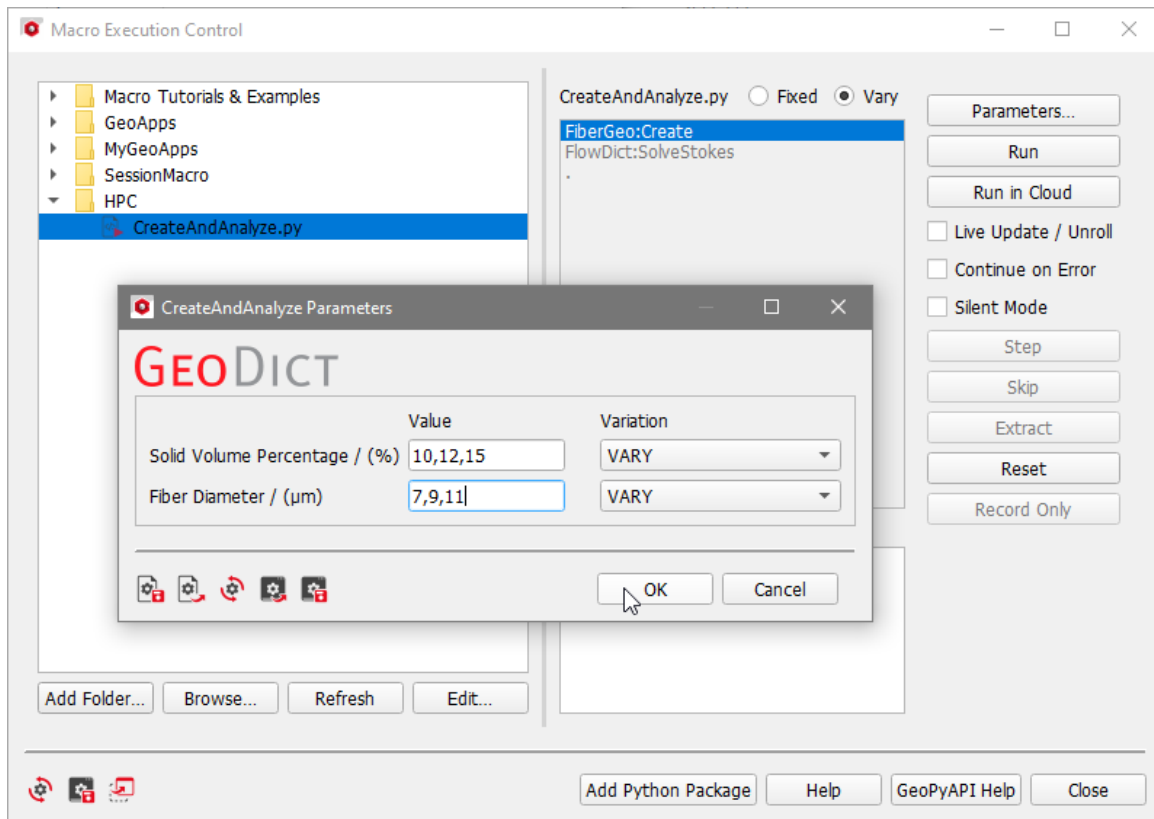 Macro Execution Control
Macro Tutorials & Examples
GeoApps
MyGeoApps
SessionMacro
HPC
CreateAndAnalyze.py
CreateAndAnalyze.py Fixed Vary
FiberGeo:Create
FlowDict:SolveStokes
.
Parameters...
Run
Run in Cloud
Live Update / Unroll
Continue on Error
Silent Mode
Step
Skip
Extract
Reset
Record Only
CreateAndAnalyze Parameters
GEODICT
Value Variation
Solid Volume Percentage / (%) 10,12,15 VARY
Fiber Diameter / (µm) 7,9,11 VARY
OK Cancel
Add Folder... Browse... Refresh Edit...
Add Python Package Help GeoPyAPI Help Close